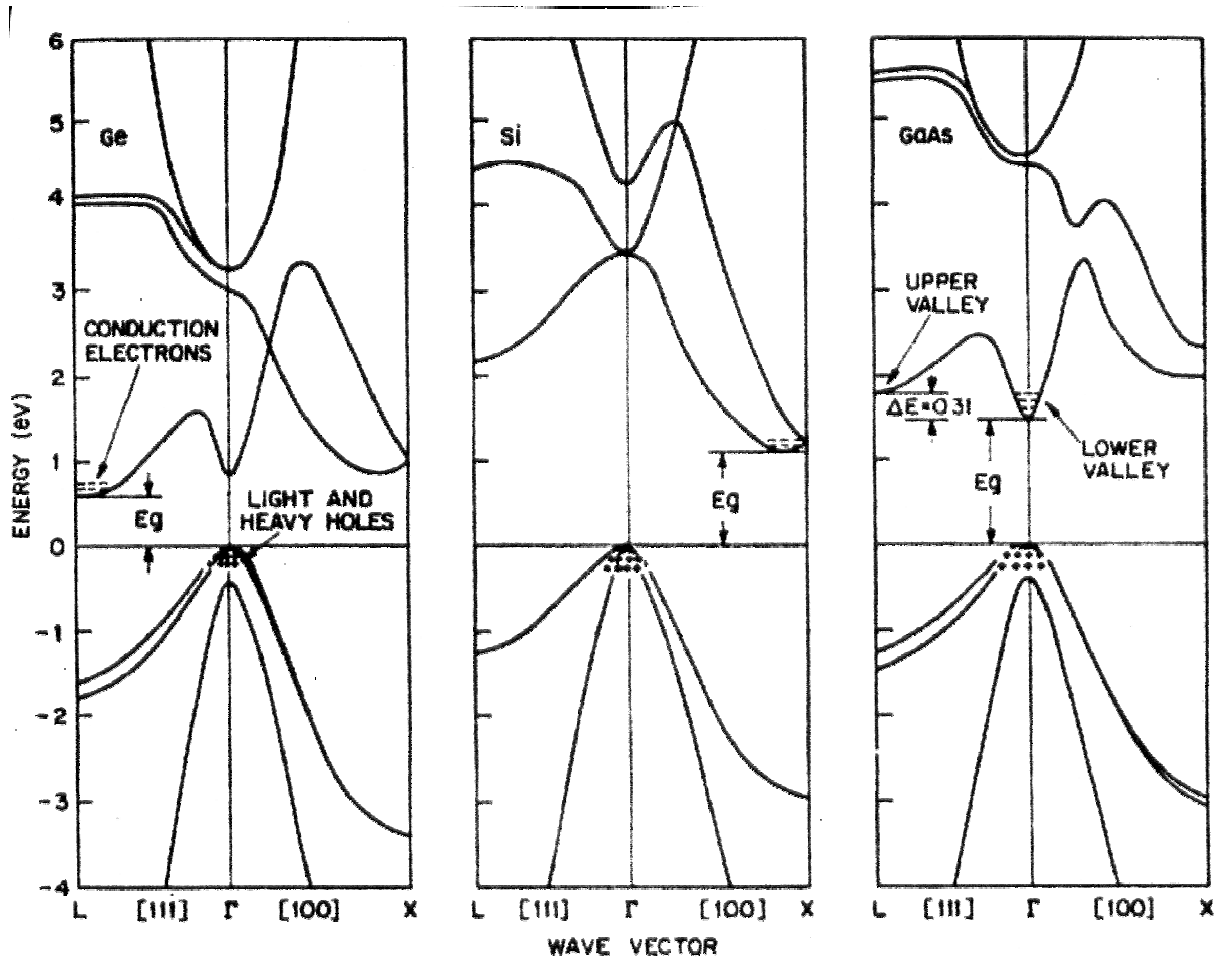 6
5
4
3
2
1
0
-1
-2
-3
-4
ENERGY (eV)
Ge
CONDUCTION
ELECTRONS
Eg
LIGHT AND
HEAVY HOLES
L [111] Γ [100] X
Si
Eg
L [111] Γ [100] X
GaAs
UPPER
VALLEY
ΔE=0.31
LOWER
VALLEY
Eg
L [111] Γ [100] X
WAVE VECTOR